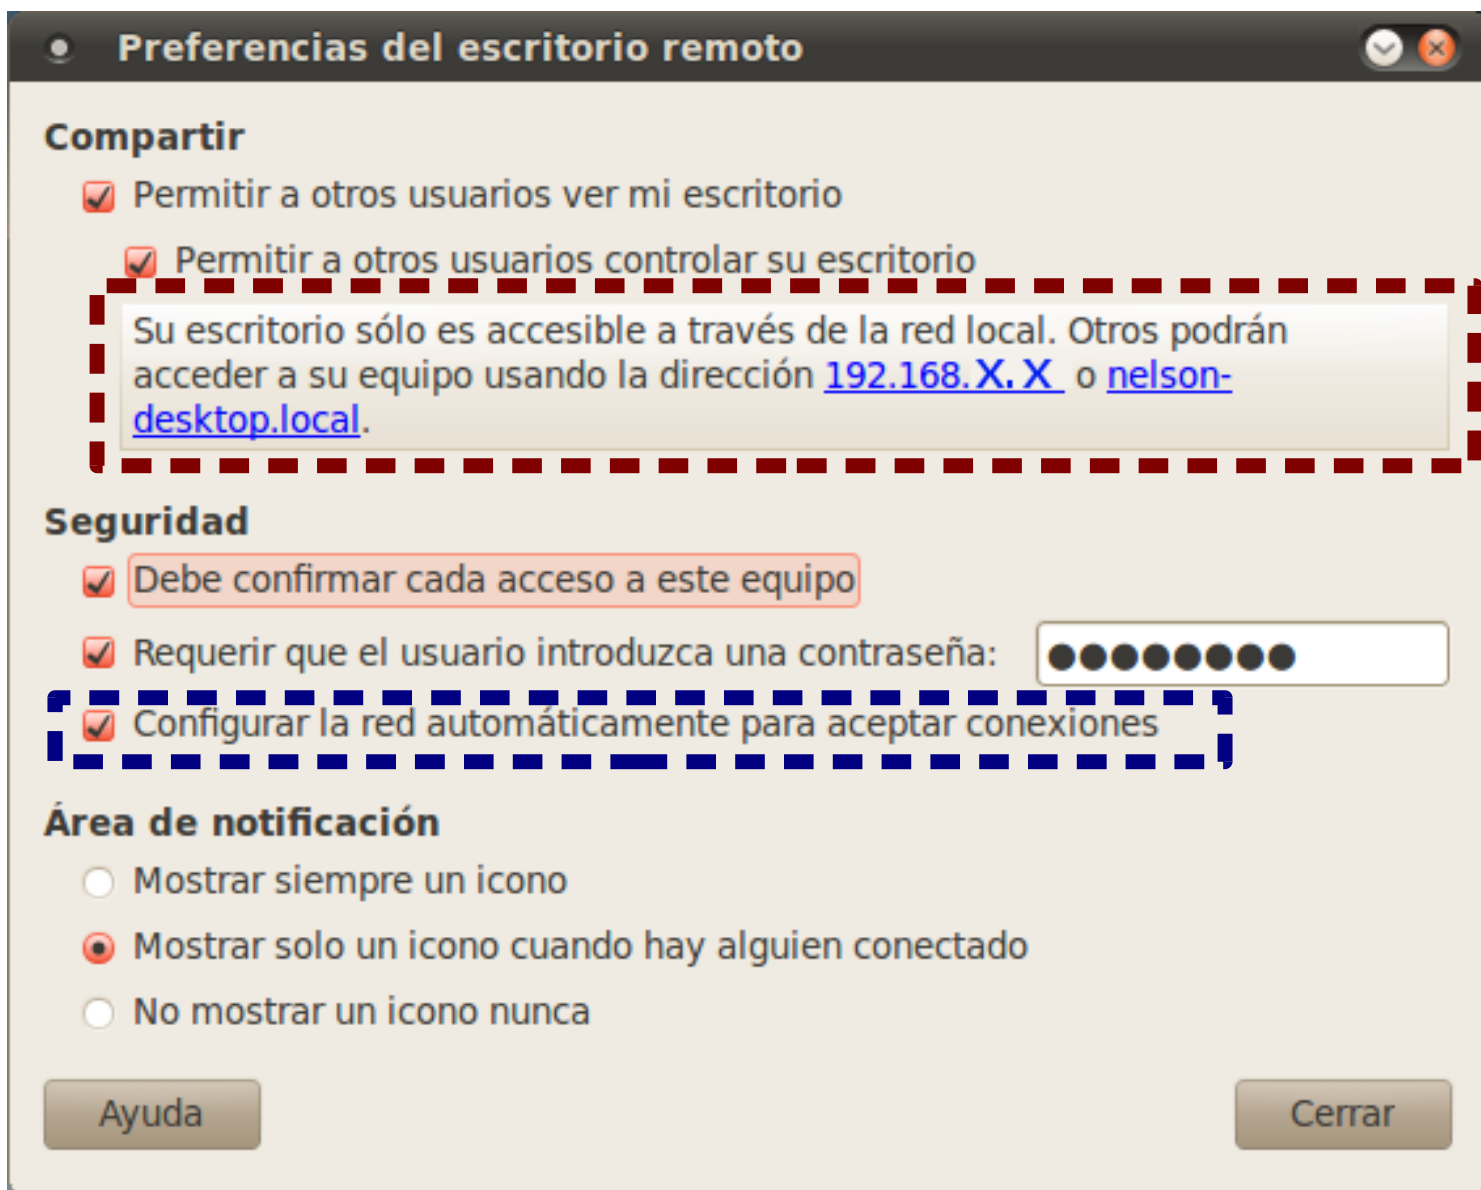 Preferencias del escritorio remoto
Compartir
Permitir a otros usuarios ver mi escritorio
Permitir a otros usuarios controlar su escritorio
Su escritorio sólo es accesible a través de la red local. Otros podrán
acceder a su equipo usando la dirección 192.168.X.X o nelson-
desktop.local.
Seguridad
Debe confirmar cada acceso a este equipo
Requerir que el usuario introduzca una contraseña: ●●●●●●●●
Configurar la red automáticamente para aceptar conexiones
Área de notificación
Mostrar siempre un icono
Mostrar solo un icono cuando hay alguien conectado
No mostrar un icono nunca
Ayuda
Cerrar